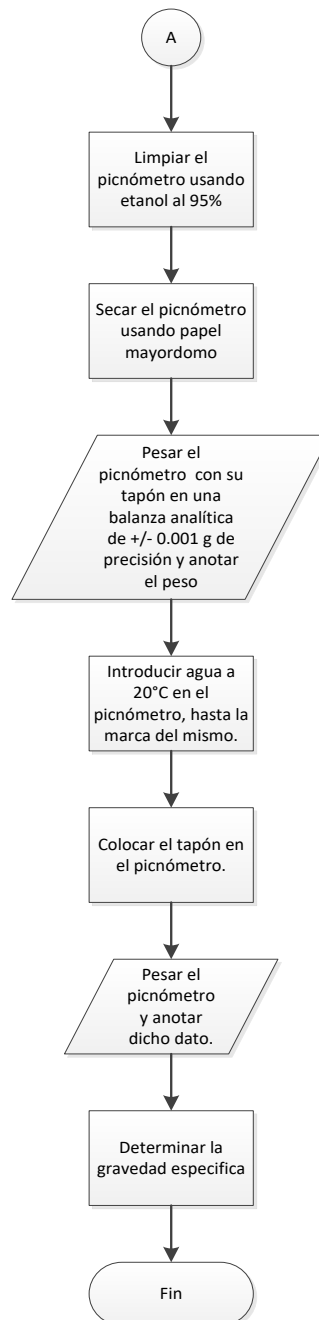 A
Limpiar el
picnómetro usando
etanol al 95%
Secar el picnómetro
usando papel
mayordomo
Pesar el
picnómetro con su
tapón en una
balanza analítica
de +/- 0.001 g de
precisión y anotar
el peso
Introducir agua a
20°C en el
picnómetro, hasta la
marca del mismo.
Colocar el tapón en
el picnómetro.
Pesar el
picnómetro
y anotar
dicho dato.
Determinar la
gravedad especifica
Fin